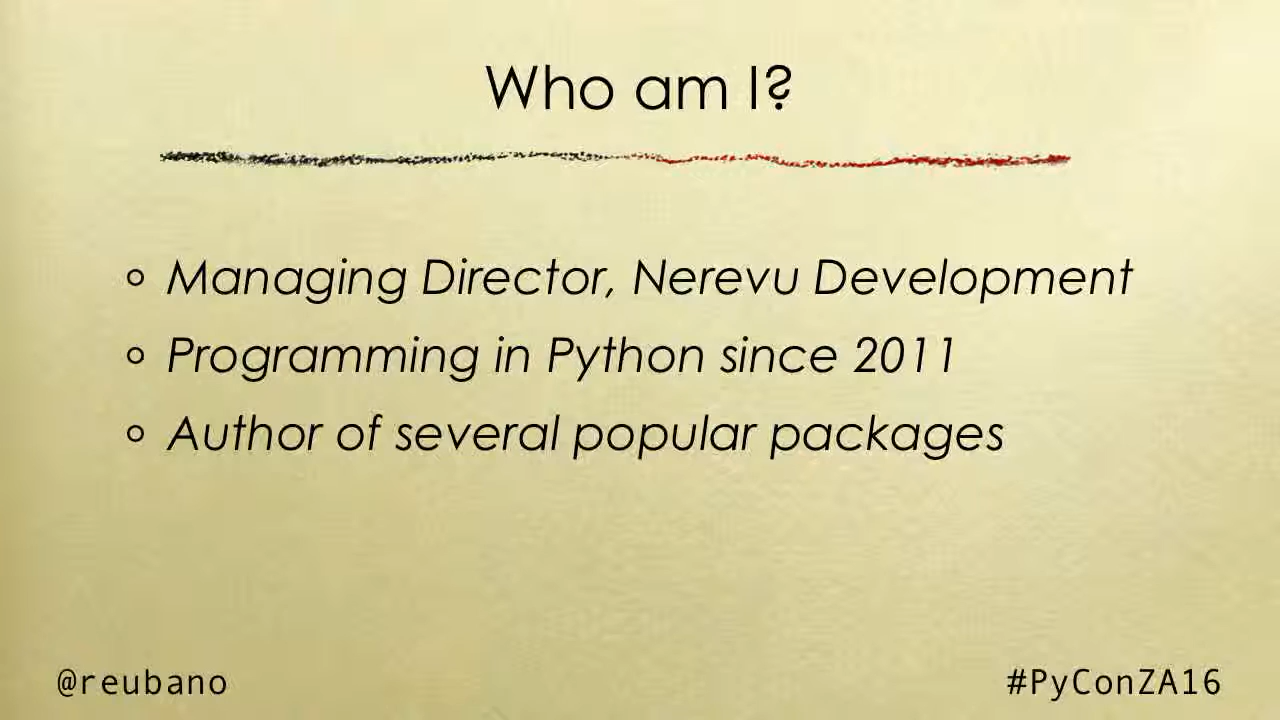 Who am I?
Managing Director, Nerevu Development
Programming in Python since 2011
Author of several popular packages
@reubano
#PyConZA16